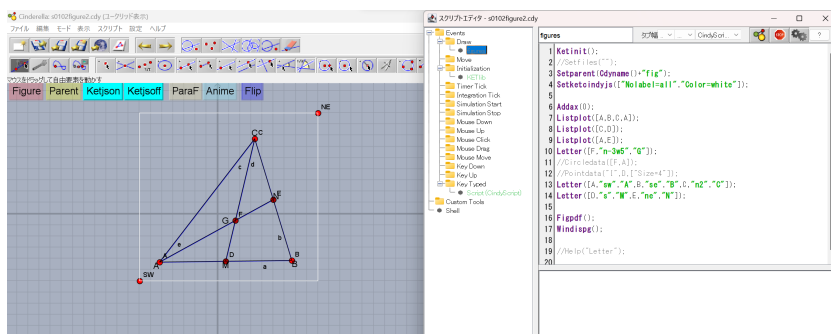 Cinderella: s0102figure2.cdy (ユークリッド表示)
ファイル 編集 モード 表示 スクリプト 設定 ヘルプ
マウスをドラッグして自由要素を動かす
Figure Parent Ketjson Ketjsoff ParaF Anime Flip
NE
C C
c d
E
G F
e b
A A D B
M a B
SW
スクリプトエディタ - s0102figure2.cdy
Events
Draw
Move
Initialization
KETlib
Timer Tick
Integration Tick
Simulation Start
Simulation Stop
Mouse Down
Mouse Up
Mouse Click
Mouse Drag
Mouse Move
Key Down
Key Up
Key Typed
Script (CindyScript)
Custom Tools
Shell
figures タブ幅... ... CindyScri... ?
1 Ketinit();
2 //Setfiles("");
3 Setparent(Cdyname()+"fig");
4 Setketcindyjs(["Nolabel=all","Color=white"]);
5
6 Addax(0);
7 Listplot([A,B,C,A]);
8 Listplot([C,D]);
9 Listplot([A,E]);
10 Letter([F,"n-3w5","G"]);
11 //Circledata([F,A]);
12 //Pointdata("1",D,["Size=4"]);
13 Letter([A,"sw","A",B,"se","B",C,"n2","C"]);
14 Letter([D,"s","M",E,"ne","N"]);
15
16 Figpdf();
17 Windispg();
18
19 //Help("Letter");
20